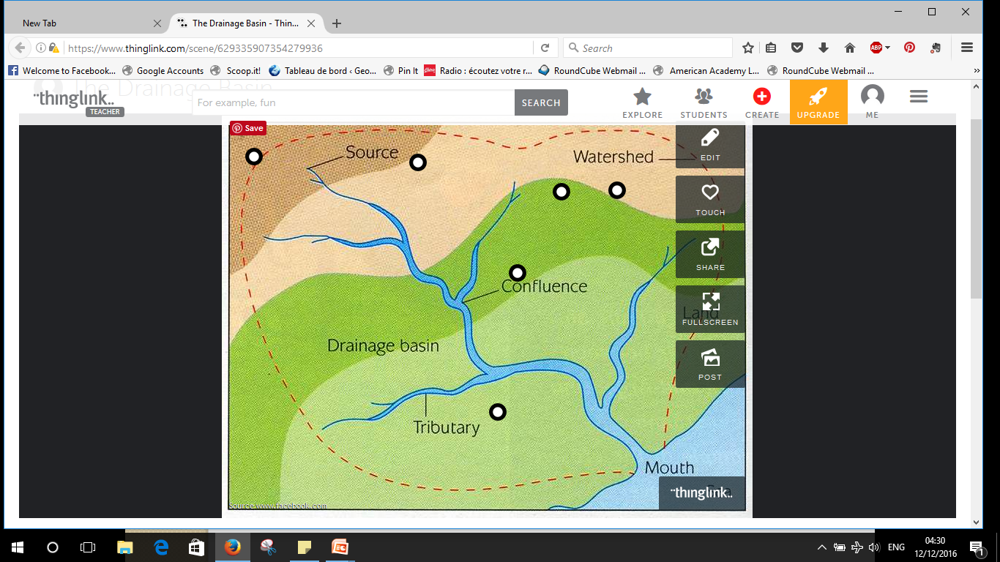 New Tab
The Drainage Basin - Thin...
https://www.thinglink.com/scene/629335907354279936
Search
ABP
Welcome to Facebook...
Google Accounts
Scoop.it!
Tableau de bord ‹ Geo...
Pin It
Radio : écoutez votre r...
RoundCube Webmail ...
American Academy L...
RoundCube Webmail ...
»
The Drainage Basin
thinglink..
TEACHER
For example, fun
SEARCH
EXPLORE
STUDENTS
CREATE
UPGRADE
ME
Save
Source
Watershed
EDIT
TOUCH
SHARE
Confluence
Land
FULLSCREEN
Drainage basin
POST
Tributary
Mouth
thinglink..
Source:www.facebook.com
ENG
04:30
12/12/2016
1